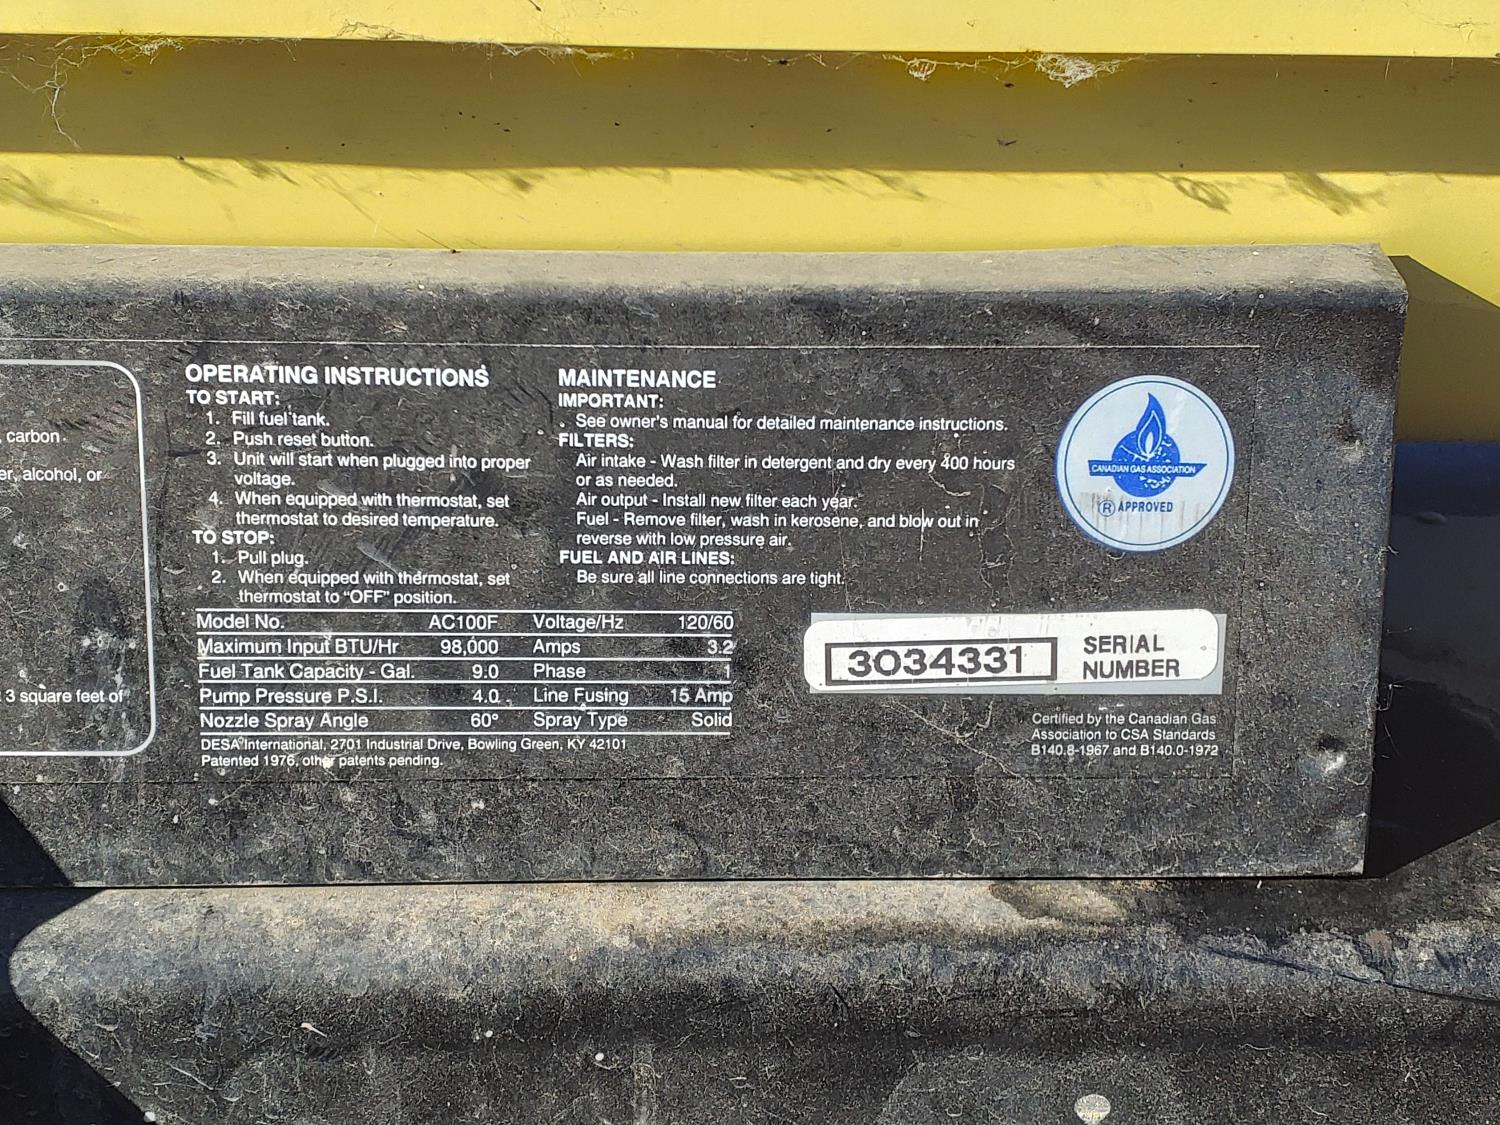 , carbon
er, alcohol, or
3 square feet of
OPERATING INSTRUCTIONS
TO START:
1. Fill fuel tank.
2. Push reset button.
3. Unit will start when plugged into proper
voltage.
4. When equipped with thermostat, set
thermostat to desired temperature.
TO STOP:
1. Pull plug.
2. When equipped with thermostat, set
thermostat to "OFF" position.
MAINTENANCE
IMPORTANT:
See owner's manual for detailed maintenance instructions.
FILTERS:
Air intake - Wash filter in detergent and dry every 400 hours
or as needed.
Air output - Install new filter each year.
Fuel - Remove filter, wash in kerosene, and blow out in
reverse with low pressure air.
FUEL AND AIR LINES:
Be sure all line connections are tight.
Model No. AC100F Voltage/Hz 120/60
Maximum Input BTU/Hr 98,000 Amps 3.2
Fuel Tank Capacity - Gal. 9.0 Phase 1
Pump Pressure P.S.I. 4.0 Line Fusing 15 Amp
Nozzle Spray Angle 60° Spray Type Solid
DESA International, 2701 Industrial Drive, Bowling Green, KY 42101
Patented 1976, other patents pending.
CANADIAN GAS ASSOCIATION
® APPROVED
3034331 SERIAL
NUMBER
Certified by the Canadian Gas
Association to CSA Standards
B140.8-1967 and B140.0-1972